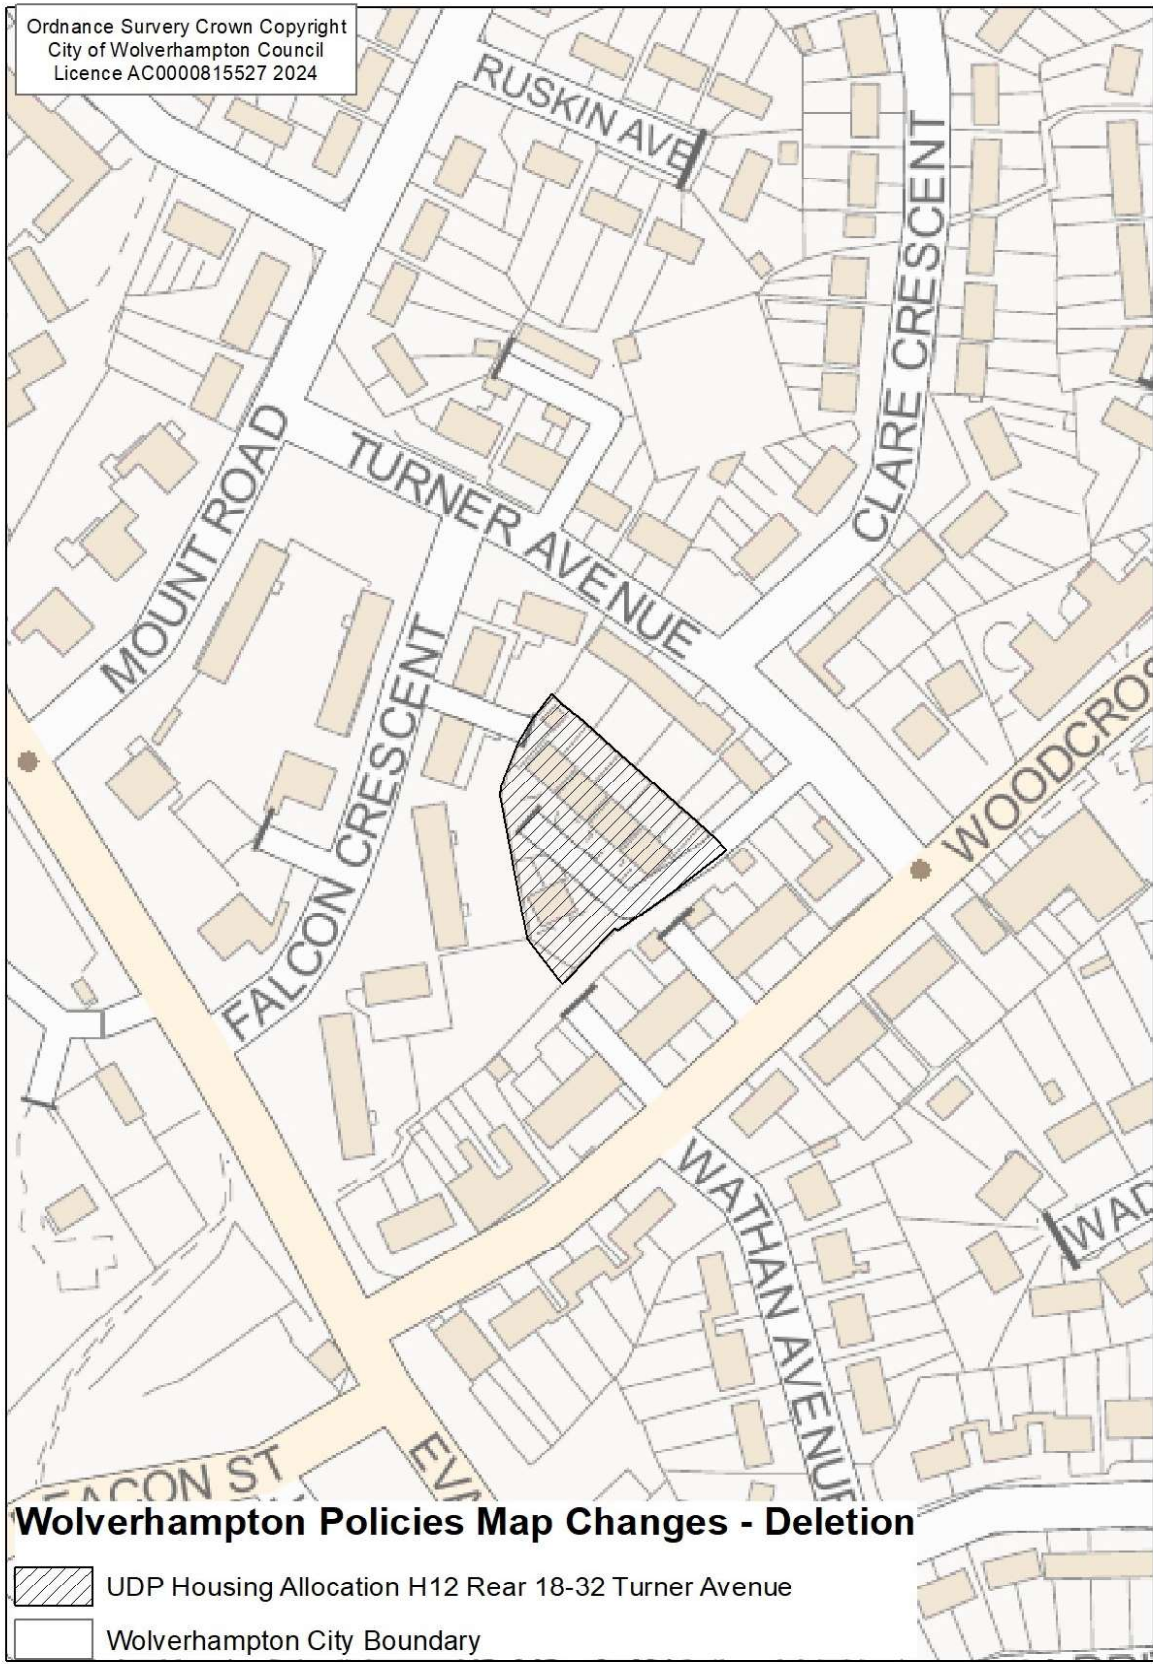 Ordnance Survery Crown Copyright
City of Wolverhampton Council
Licence AC0000815527 2024
RUSKIN AVE
CLARE CRESCENT
MOUNT ROAD
TURNER AVENUE
FALCON CRESCENT
WOODCROS
WATHAN AVENUE
WAD
EACON ST
EVA
Wolverhampton Policies Map Changes - Deletion
UDP Housing Allocation H12 Rear 18-32 Turner Avenue
Wolverhampton City Boundary